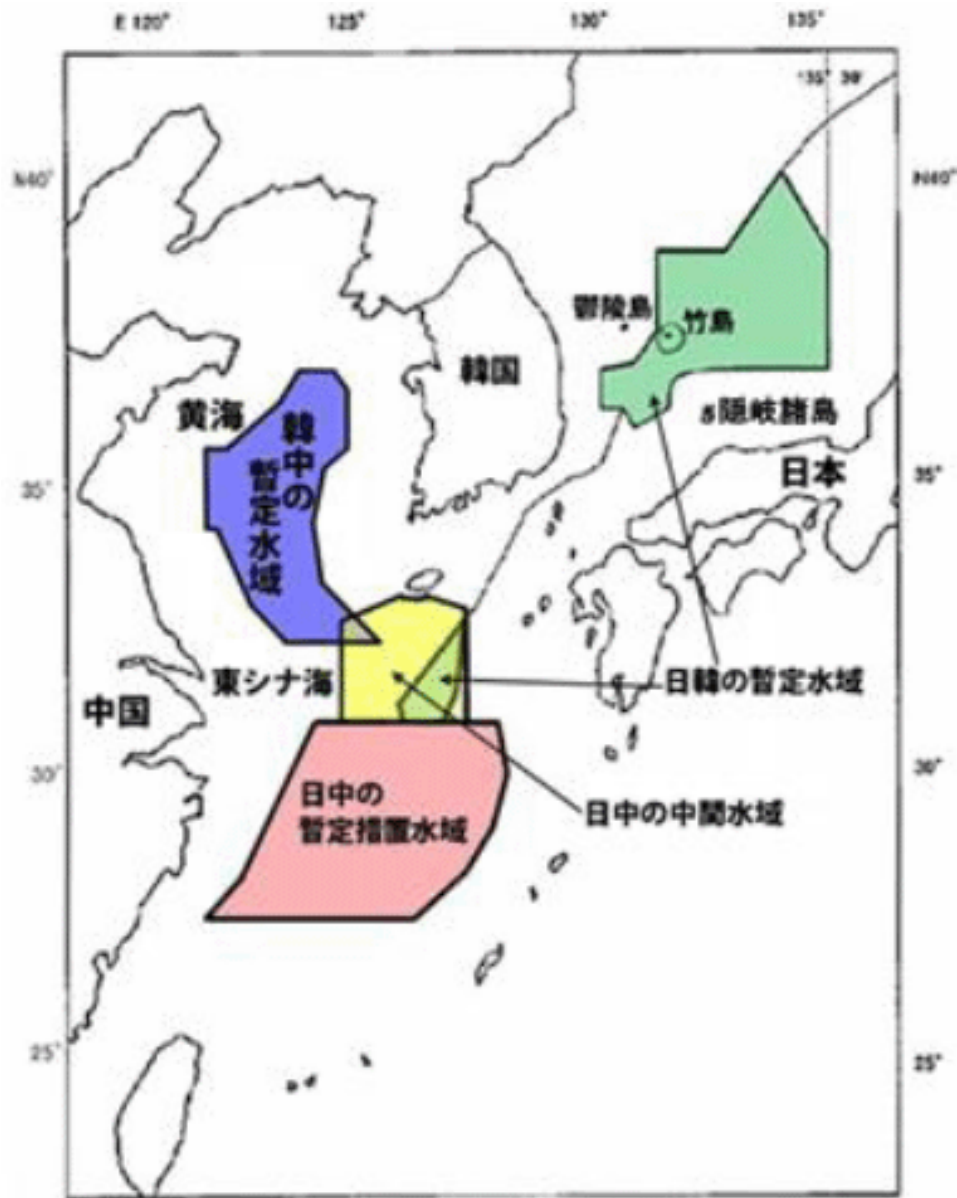 E 120° 125° 130° 135°
135° 30'
N40° N40°
鬱陵島 竹島
韓国
黄海
韓中の
暫定水域
隠岐諸島
35° 日本 35°
東シナ海 日韓の暫定水域
中国
30° 30°
日中の
暫定措置水域
日中の中間水域
25° 25°